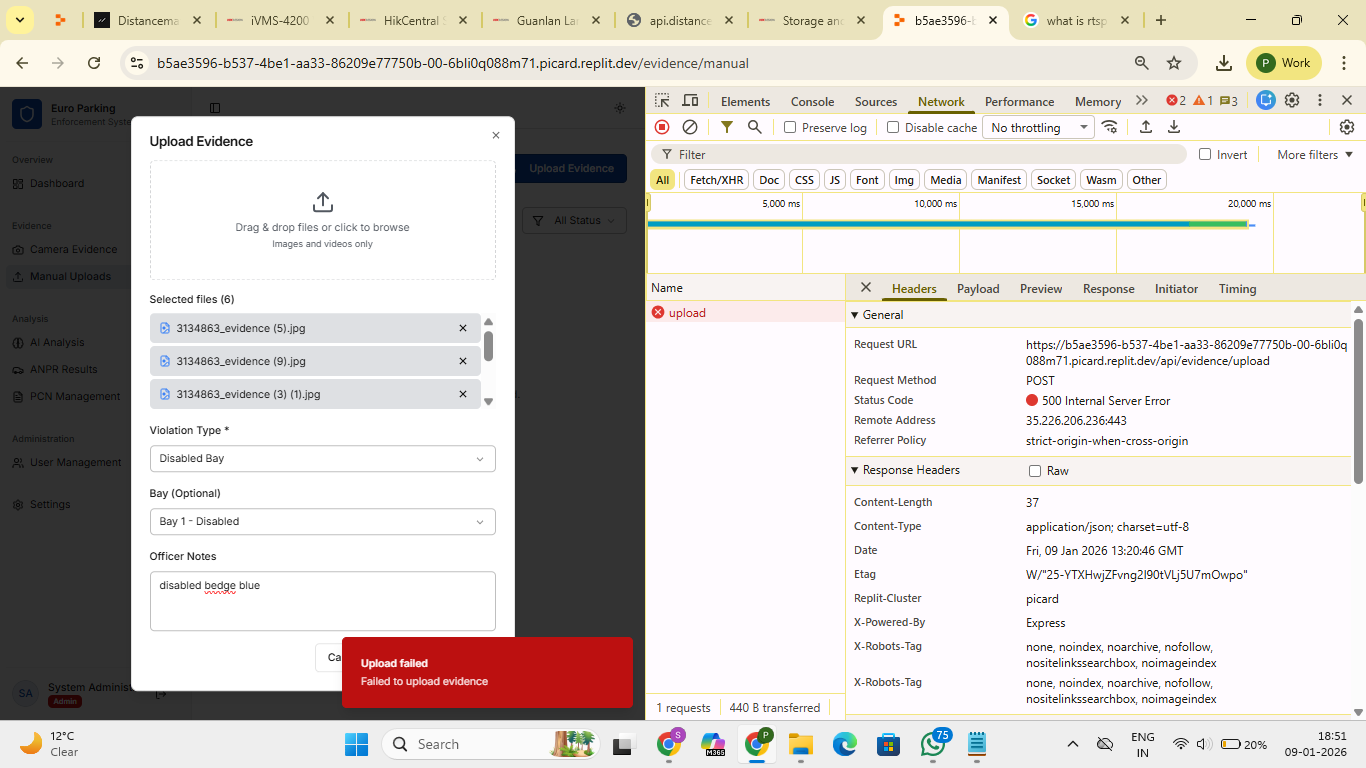 Distancema
iVMS-4200
HikCentral S
Guanlan La
api.distance
Storage an
b5ae3596-b
what is rtsp
b5ae3596-b537-4be1-aa33-86209e77750b-00-6bli0q088m71.picard.replit.dev/evidence/manual
P Work
Euro Parking
Enforcement Syste
Overview
Dashboard
Evidence
Camera Evidence
Manual Uploads
Analysis
AI Analysis
ANPR Results
PCN Management
Administration
User Management
Settings
SA
System Administ
Admin
Upload Evidence
All Status
Upload Evidence
Drag & drop files or click to browse
Images and videos only
Selected files (6)
3134863_evidence (5).jpg
3134863_evidence (9).jpg
3134863_evidence (3) (1).jpg
Violation Type *
Disabled Bay
Bay (Optional)
Bay 1 - Disabled
Officer Notes
disabled bedge blue
Ca
Upload failed
Failed to upload evidence
Elements
Console
Sources
Network
Performance
Memory
2
1
3
Preserve log
Disable cache
No throttling
Filter
Invert
More filters
All
Fetch/XHR
Doc
CSS
JS
Font
Img
Media
Manifest
Socket
Wasm
Other
5,000 ms
10,000 ms
15,000 ms
20,000 ms
Name
upload
Headers
Payload
Preview
Response
Initiator
Timing
General
Request URL
https://b5ae3596-b537-4be1-aa33-86209e77750b-00-6bli0q
088m71.picard.replit.dev/api/evidence/upload
Request Method
POST
Status Code
500 Internal Server Error
Remote Address
35.226.206.236:443
Referrer Policy
strict-origin-when-cross-origin
Response Headers
Raw
Content-Length
37
Content-Type
application/json; charset=utf-8
Date
Fri, 09 Jan 2026 13:20:46 GMT
Etag
W/"25-YTXHwjZFvng2I90tVLj5U7mOwpo"
Replit-Cluster
picard
X-Powered-By
Express
X-Robots-Tag
none, noindex, noarchive, nofollow,
nositelinkssearchbox, noimageindex
X-Robots-Tag
none, noindex, noarchive, nofollow,
nositelinkssearchbox, noimageindex
1 requests
440 B transferred
12°C
Clear
Search
S
M365
P
75
ENG
IN
20%
18:51
09-01-2026